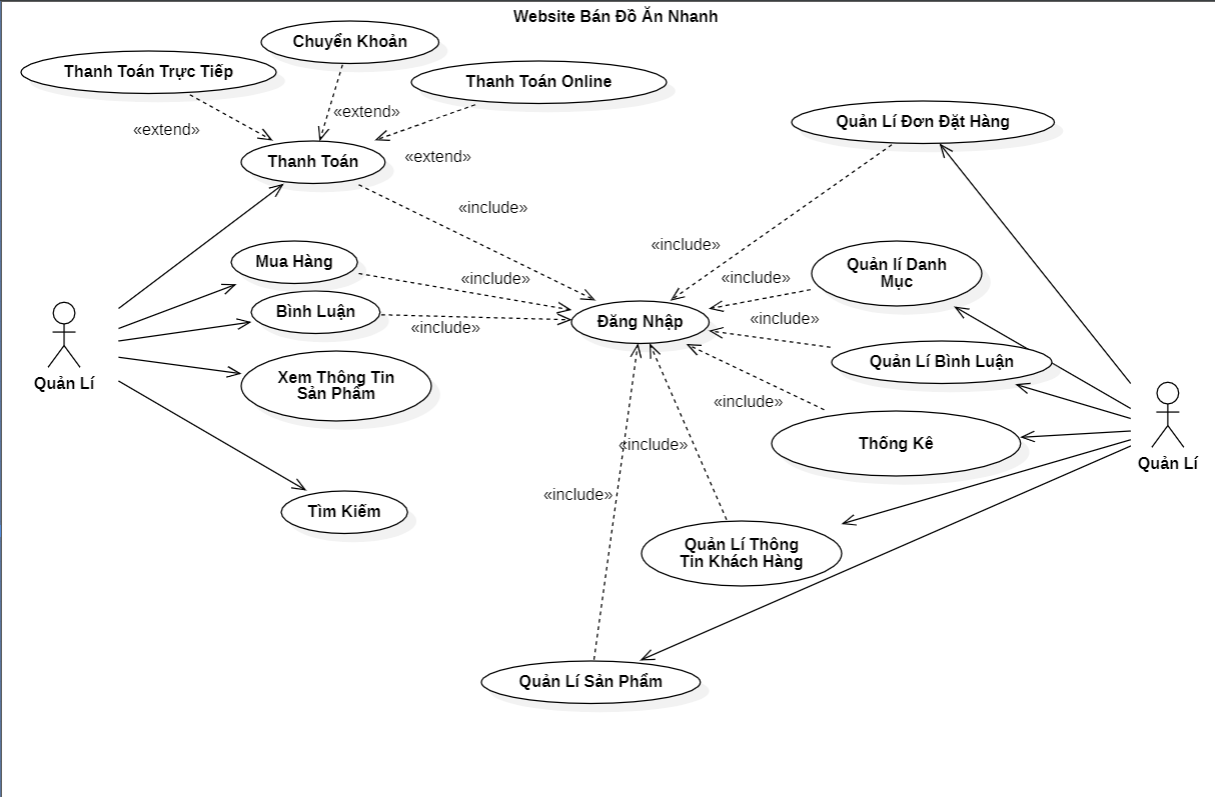 Website Bán Đồ Ăn Nhanh
Chuyển Khoản
Thanh Toán Trực Tiếp
Thanh Toán Online
«extend»
«extend»
«extend»
Quản Lí Đơn Đặt Hàng
Thanh Toán
«include»
«include»
Mua Hàng
«include»
«include»
Quản lí Danh
Mục
Bình Luận
«include»
«include»
Đăng Nhập
Quản Lí Bình Luận
Quản Lí
Xem Thông Tin
Sản Phẩm
«include»
Thống Kê
«include»
Quản Lí
«include»
Tìm Kiếm
Quản Lí Thông
Tin Khách Hàng
Quản Lí Sản Phẩm